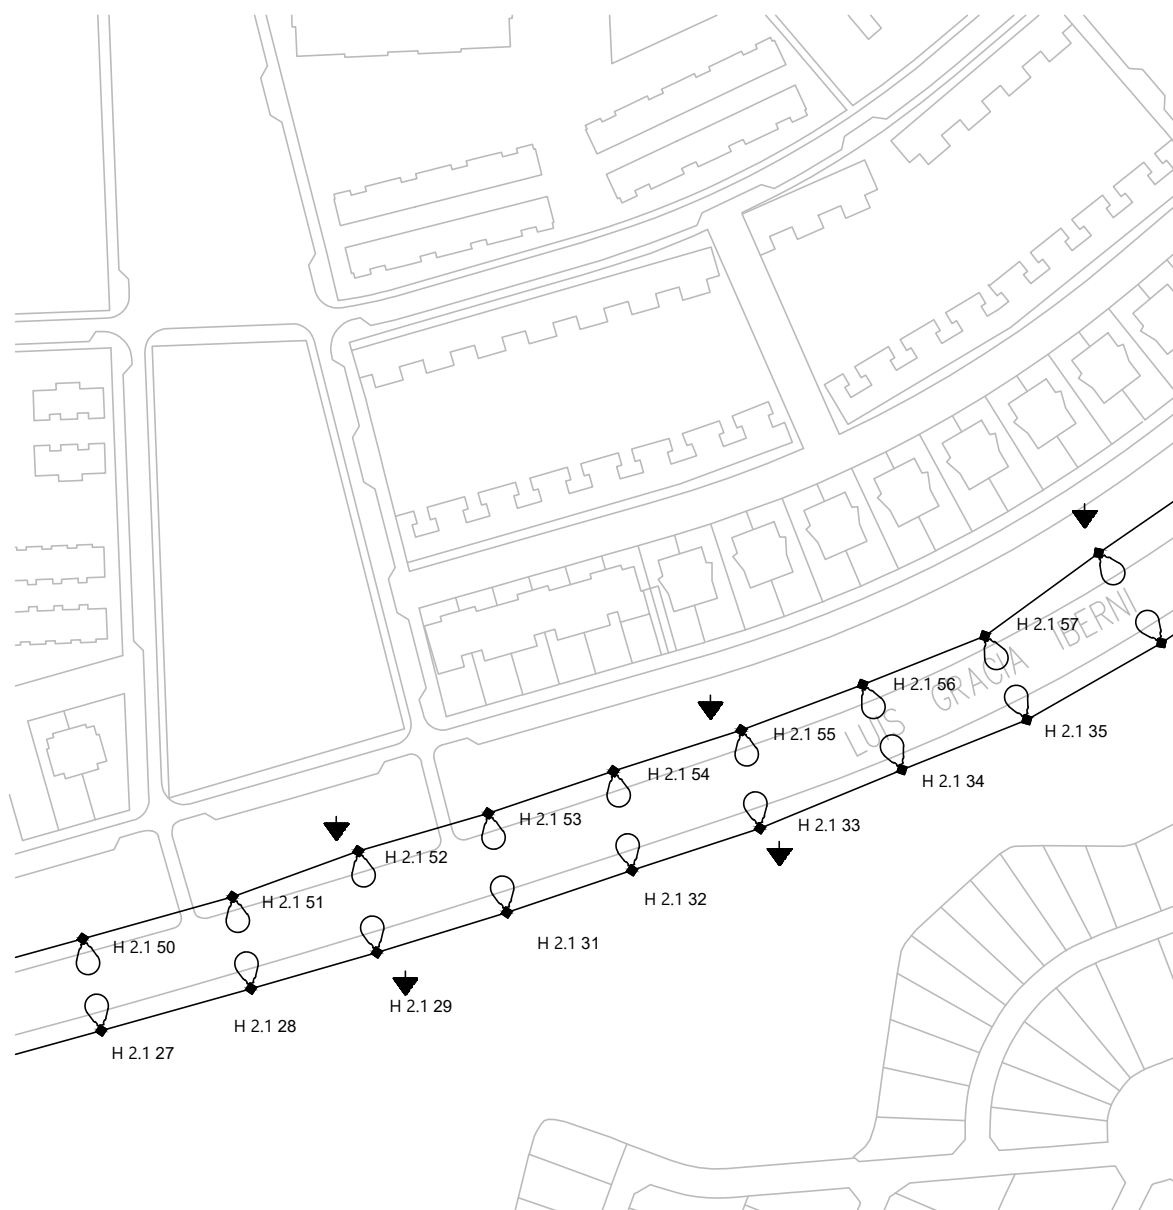 H 2.1 57
LUIS GRACIA IBERNI
H 2.1 56
H 2.1 55
H 2.1 35
H 2.1 54
H 2.1 34
H 2.1 53
H 2.1 33
H 2.1 52
H 2.1 51
H 2.1 32
H 2.1 50
H 2.1 31
H 2.1 29
H 2.1 28
H 2.1 27